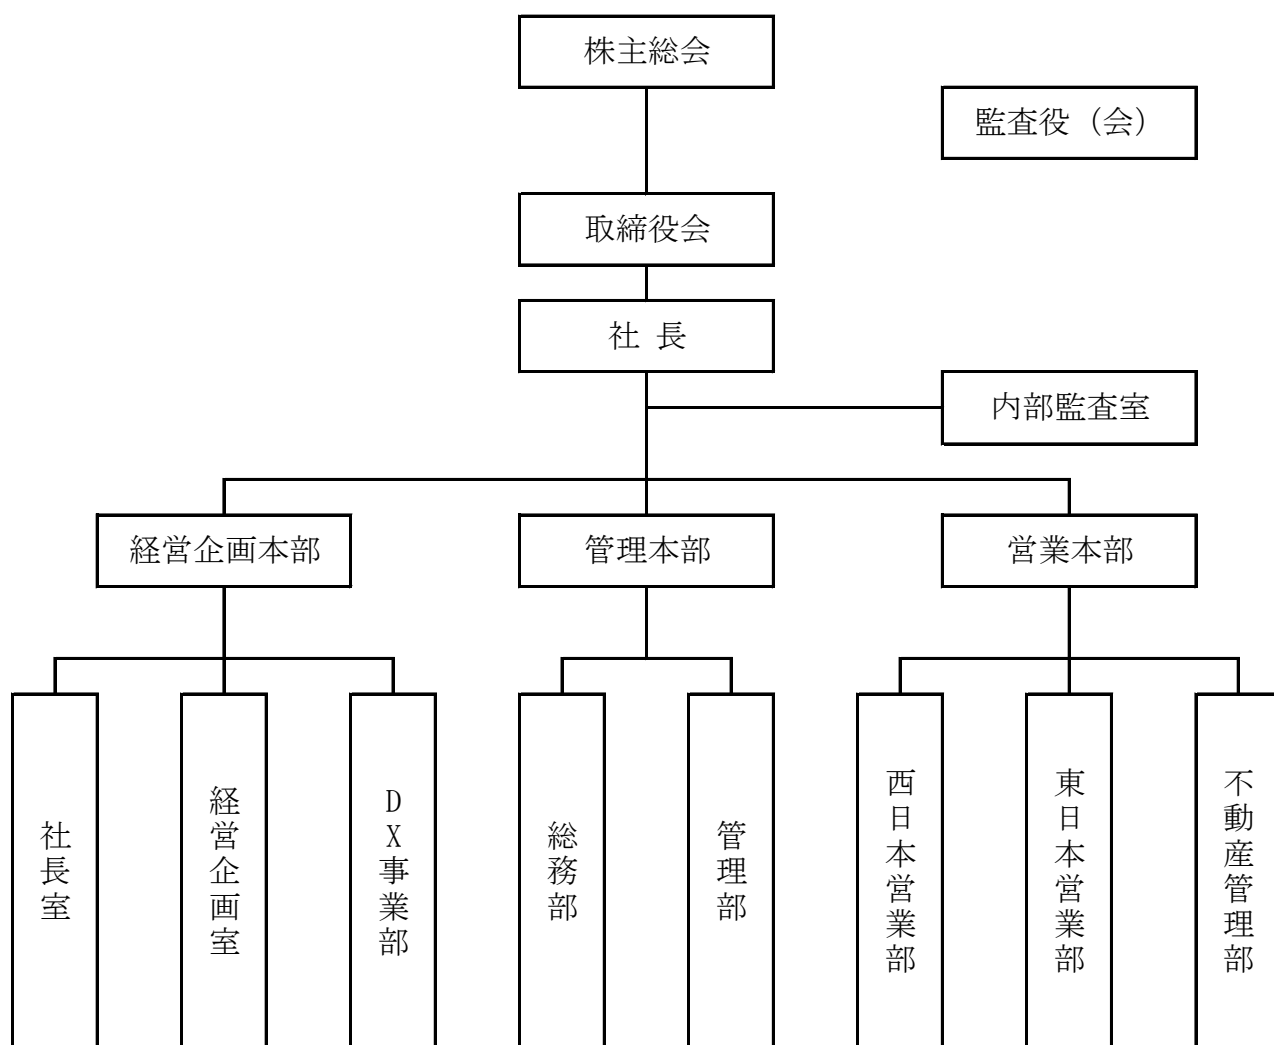 株主総会
監査役（会）
取締役会
社 長
内部監査室
経営企画本部
管理本部
営業本部
社長室
経営企画室
DX事業部
総務部
管理部
西日本営業部
東日本営業部
不動産管理部